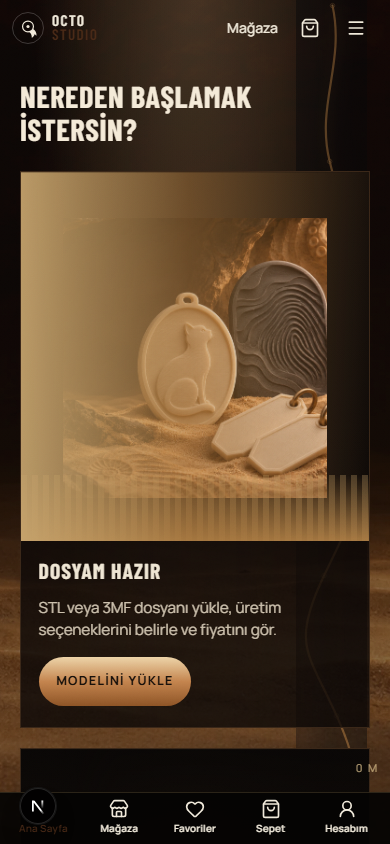 OCTO
STUDIO
Mağaza
NEREDEN BAŞLAMAK
İSTERSİN?
DOSYAM HAZIR
STL veya 3MF dosyanı yükle, üretim
seçeneklerini belirle ve fiyatını gör.
MODELİNİ YÜKLE
0 M
N
Ana Sayfa
Mağaza
Favoriler
Sepet
Hesabım